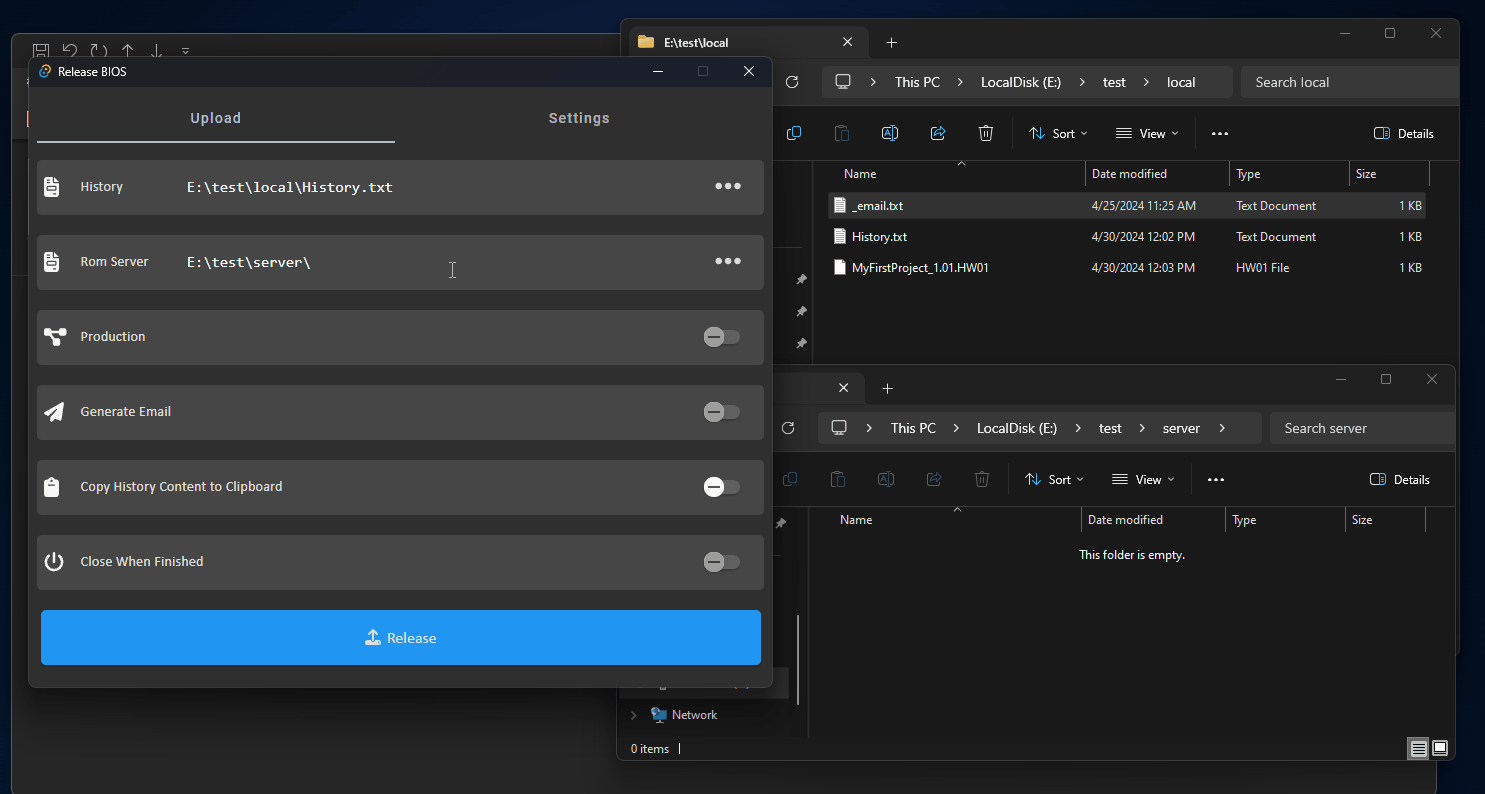 Release BIOS
Upload
Settings
History
E:\test\local\History.txt
Rom Server
E:\test\server\
Production
Generate Email
Copy History Content to Clipboard
Close When Finished
Release
E:\test\local
This PC
LocalDisk (E:)
test
local
Search local
Sort
View
Details
Name
Date modified
Type
Size
_email.txt
4/25/2024 11:25 AM
Text Document
1 KB
History.txt
4/30/2024 12:02 PM
Text Document
1 KB
MyFirstProject_1.01.HW01
4/30/2024 12:03 PM
HW01 File
1 KB
This PC
LocalDisk (E:)
test
server
Search server
Sort
View
Details
Name
Date modified
Type
Size
This folder is empty.
Network
0 items